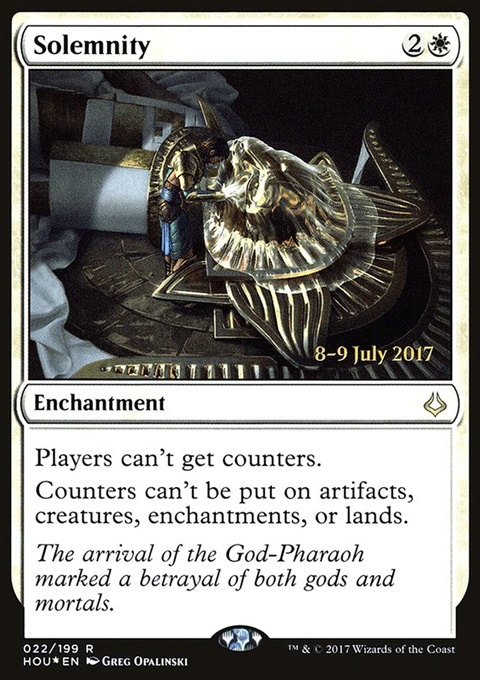 Solemnity 2
8–9 July 2017
Enchantment
Players can't get counters.
Counters can't be put on artifacts,
creatures, enchantments, or lands.
The arrival of the God-Pharaoh
marked a betrayal of both gods and
mortals.
022/199 R
HOU★EN Greg Opalinski
™ & © 2017 Wizards of the Coast